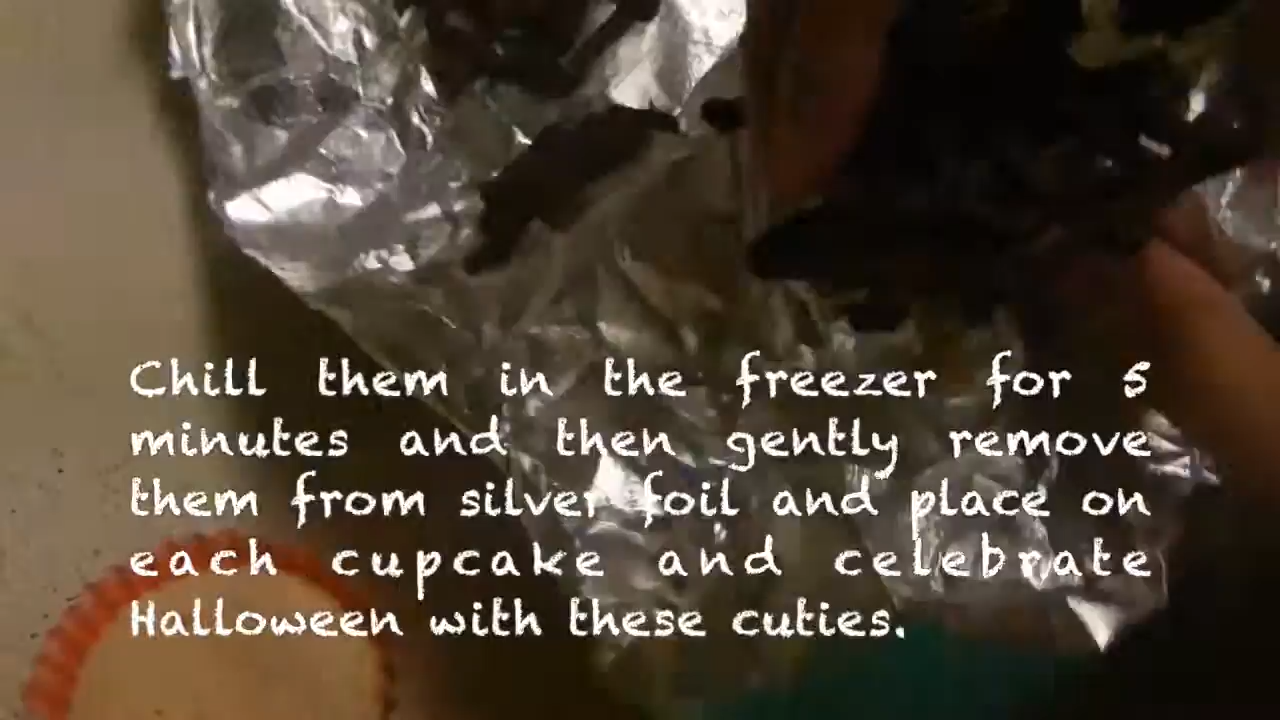 Chill them in the freezer for 5
minutes and then gently remove
them from silver foil and place on
each cupcake and celebrate
Halloween with these cuties.